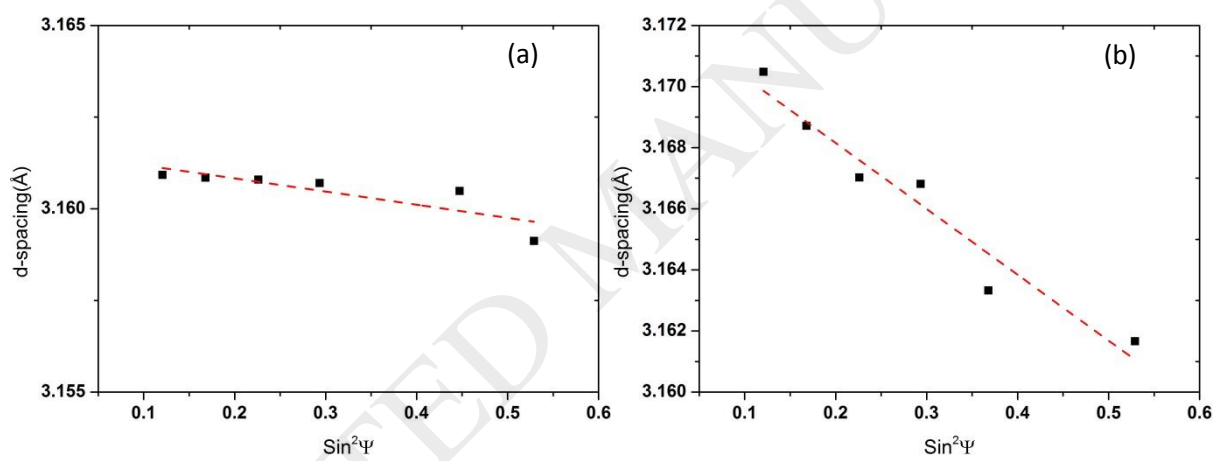 (a)
3.165
3.160
3.155
d-spacing(Å)
0.1 0.2 0.3 0.4 0.5 0.6
Sin²Ψ
(b)
3.172
3.170
3.168
3.166
3.164
3.162
3.160
d-spacing(Å)
0.1 0.2 0.3 0.4 0.5 0.6
Sin²Ψ
TED MANU